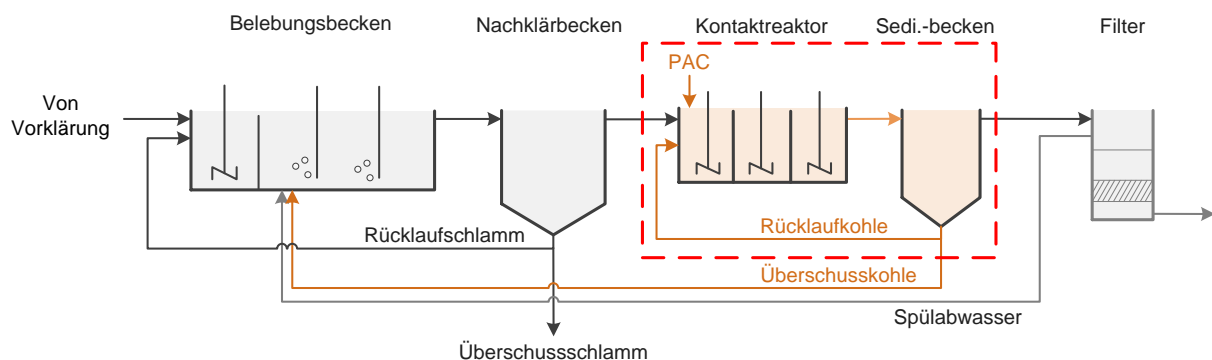 Belebungsbecken
Nachklärbecken
Kontaktreaktor
Sedi.-becken
Filter
PAC
Von
Vorklärung
Rücklaufschlamm
Rücklaufkohle
Überschusskohle
Spülabwasser
Überschussschlamm